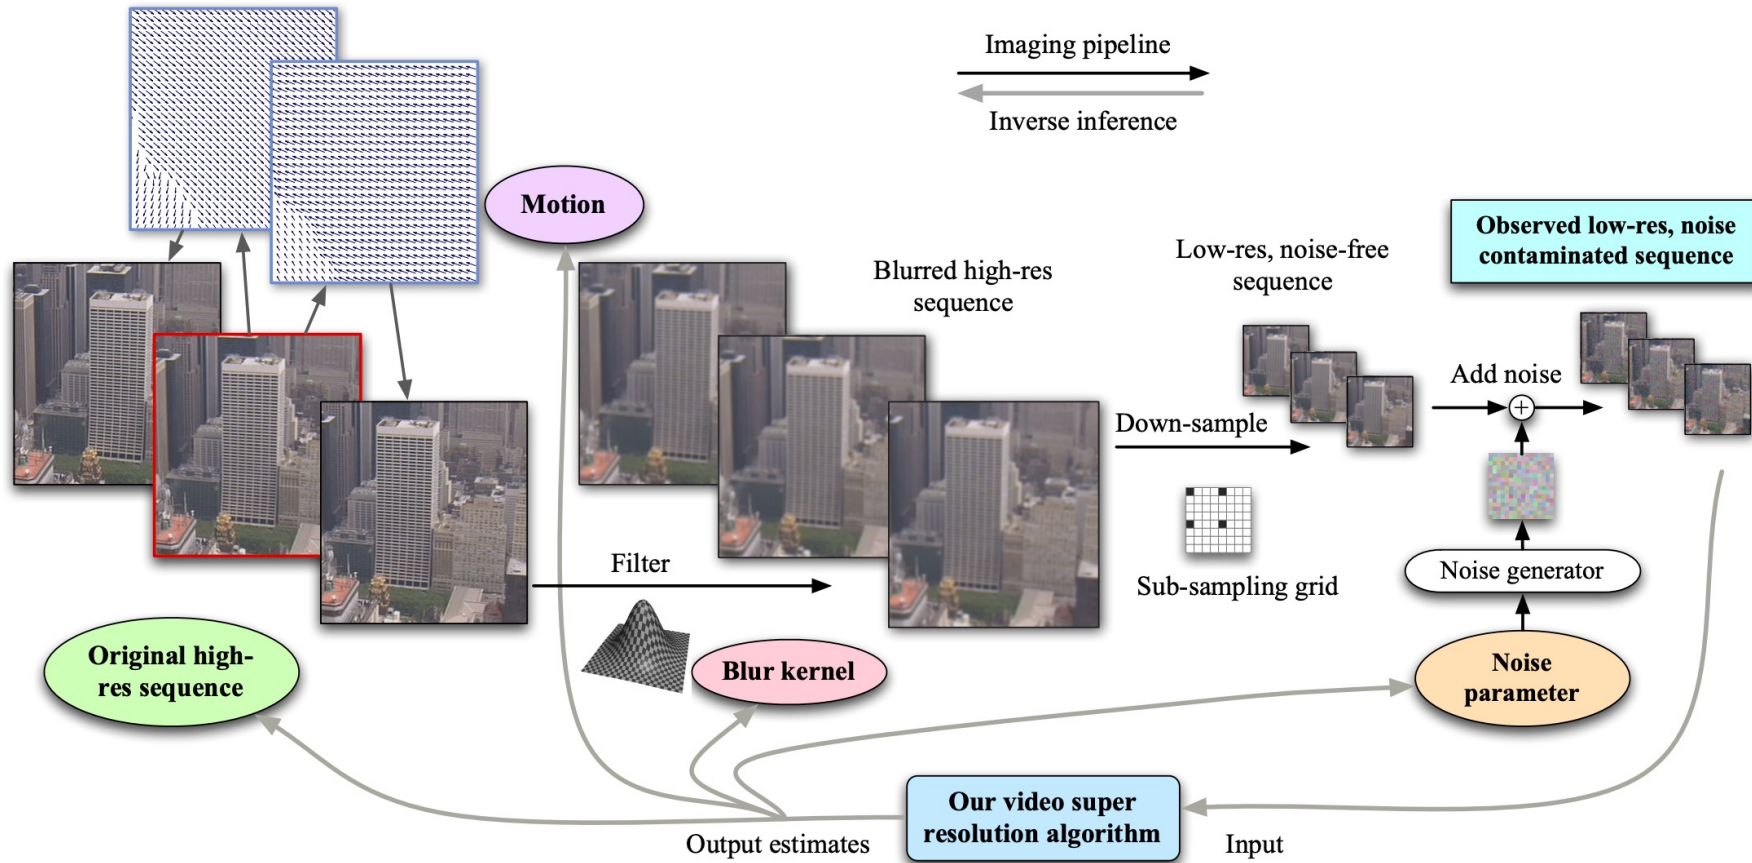 Imaging pipeline
Inverse inference
Motion
Observed low-res, noise
contaminated sequence
Low-res, noise-free
sequence
Blurred high-res
sequence
Add noise
+
Down-sample
Sub-sampling grid
Noise generator
Filter
Original high-
res sequence
Blur kernel
Noise
parameter
Our video super
resolution algorithm
Output estimates
Input